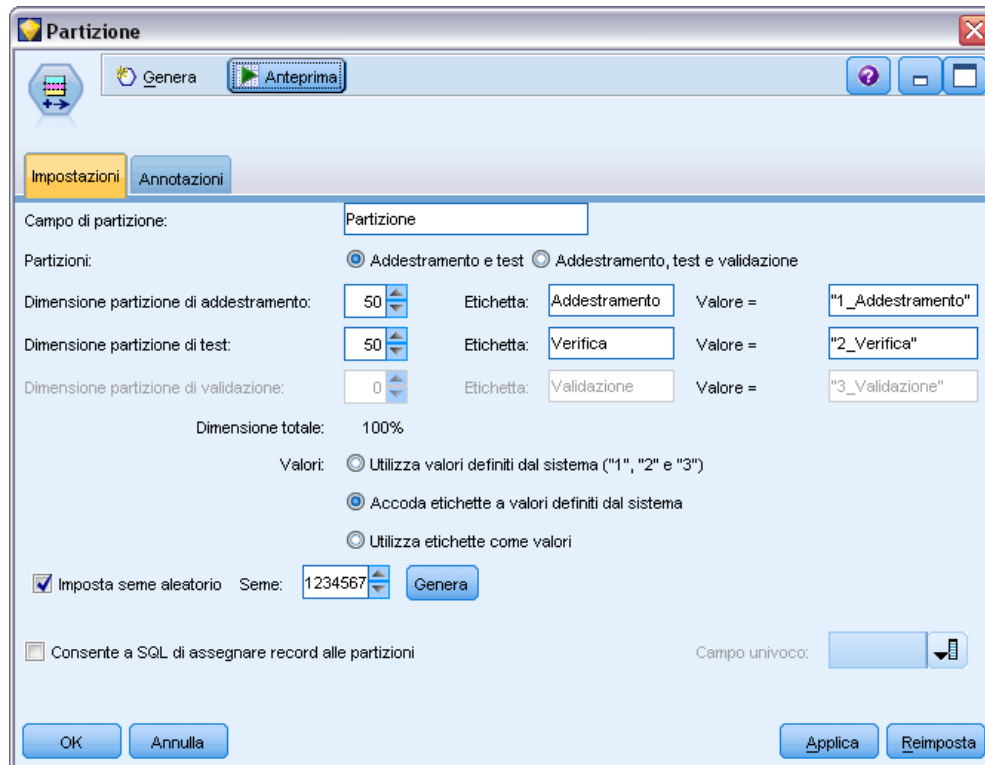 Partizione
Genera Anteprima
Impostazioni Annotazioni
Campo di partizione: Partizione
Partizioni: Addestramento e test Addestramento, test e validazione
Dimensione partizione di addestramento: 50 Etichetta: Addestramento Valore = "1_Addestramento"
Dimensione partizione di test: 50 Etichetta: Verifica Valore = "2_Verifica"
Dimensione partizione di validazione: 0 Etichetta: Validazione Valore = "3_Validazione"
Dimensione totale: 100%
Valori: Utilizza valori definiti dal sistema ("1", "2" e "3")
Accoda etichette a valori definiti dal sistema
Utilizza etichette come valori
Imposta seme aleatorio Seme: 1234567 Genera
Consente a SQL di assegnare record alle partizioni Campo univoco:
OK Annulla Applica Reimposta